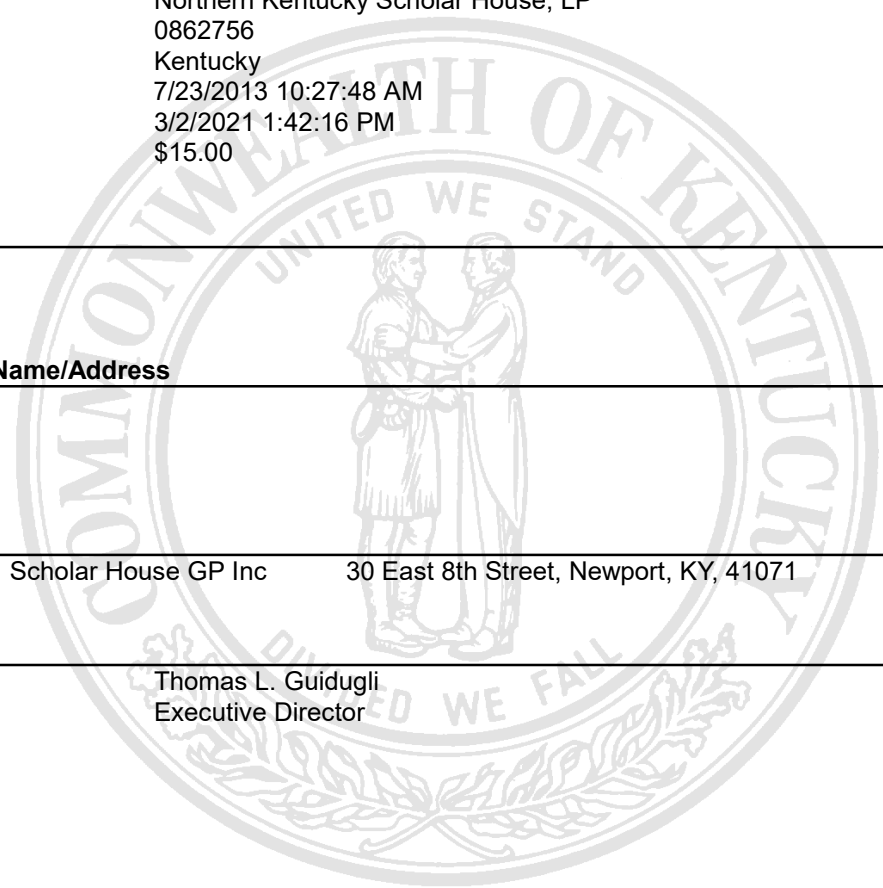 Northern Kentucky Scholar House, LP
0862756
Kentucky
7/23/2013 10:27:48 AM
3/2/2021 1:42:16 PM
$15.00
COMMONWEALTH OF KENTUCKY
UNITED WE STAND
Name/Address
Scholar House GP Inc 30 East 8th Street, Newport, KY, 41071
DIVIDED WE FALL
Thomas L. Guidugli
Executive Director